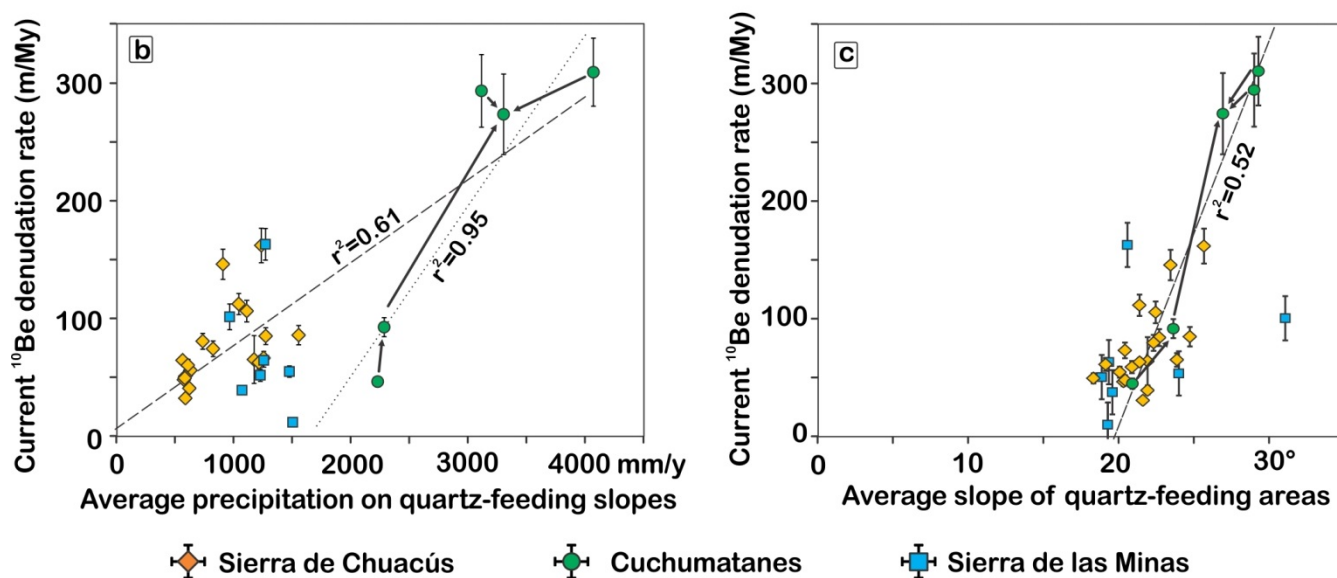 b
Current ¹⁰Be denudation rate (m/My)
300
200
100
0
r²=0.61
r²=0.95
0 1000 2000 3000 4000 mm/y
Average precipitation on quartz-feeding slopes
c
Current ¹⁰Be denudation rate (m/My)
300
200
100
0
r²=0.52
0 10 20 30°
Average slope of quartz-feeding areas
Sierra de Chuacús
Cuchumatanes
Sierra de las Minas